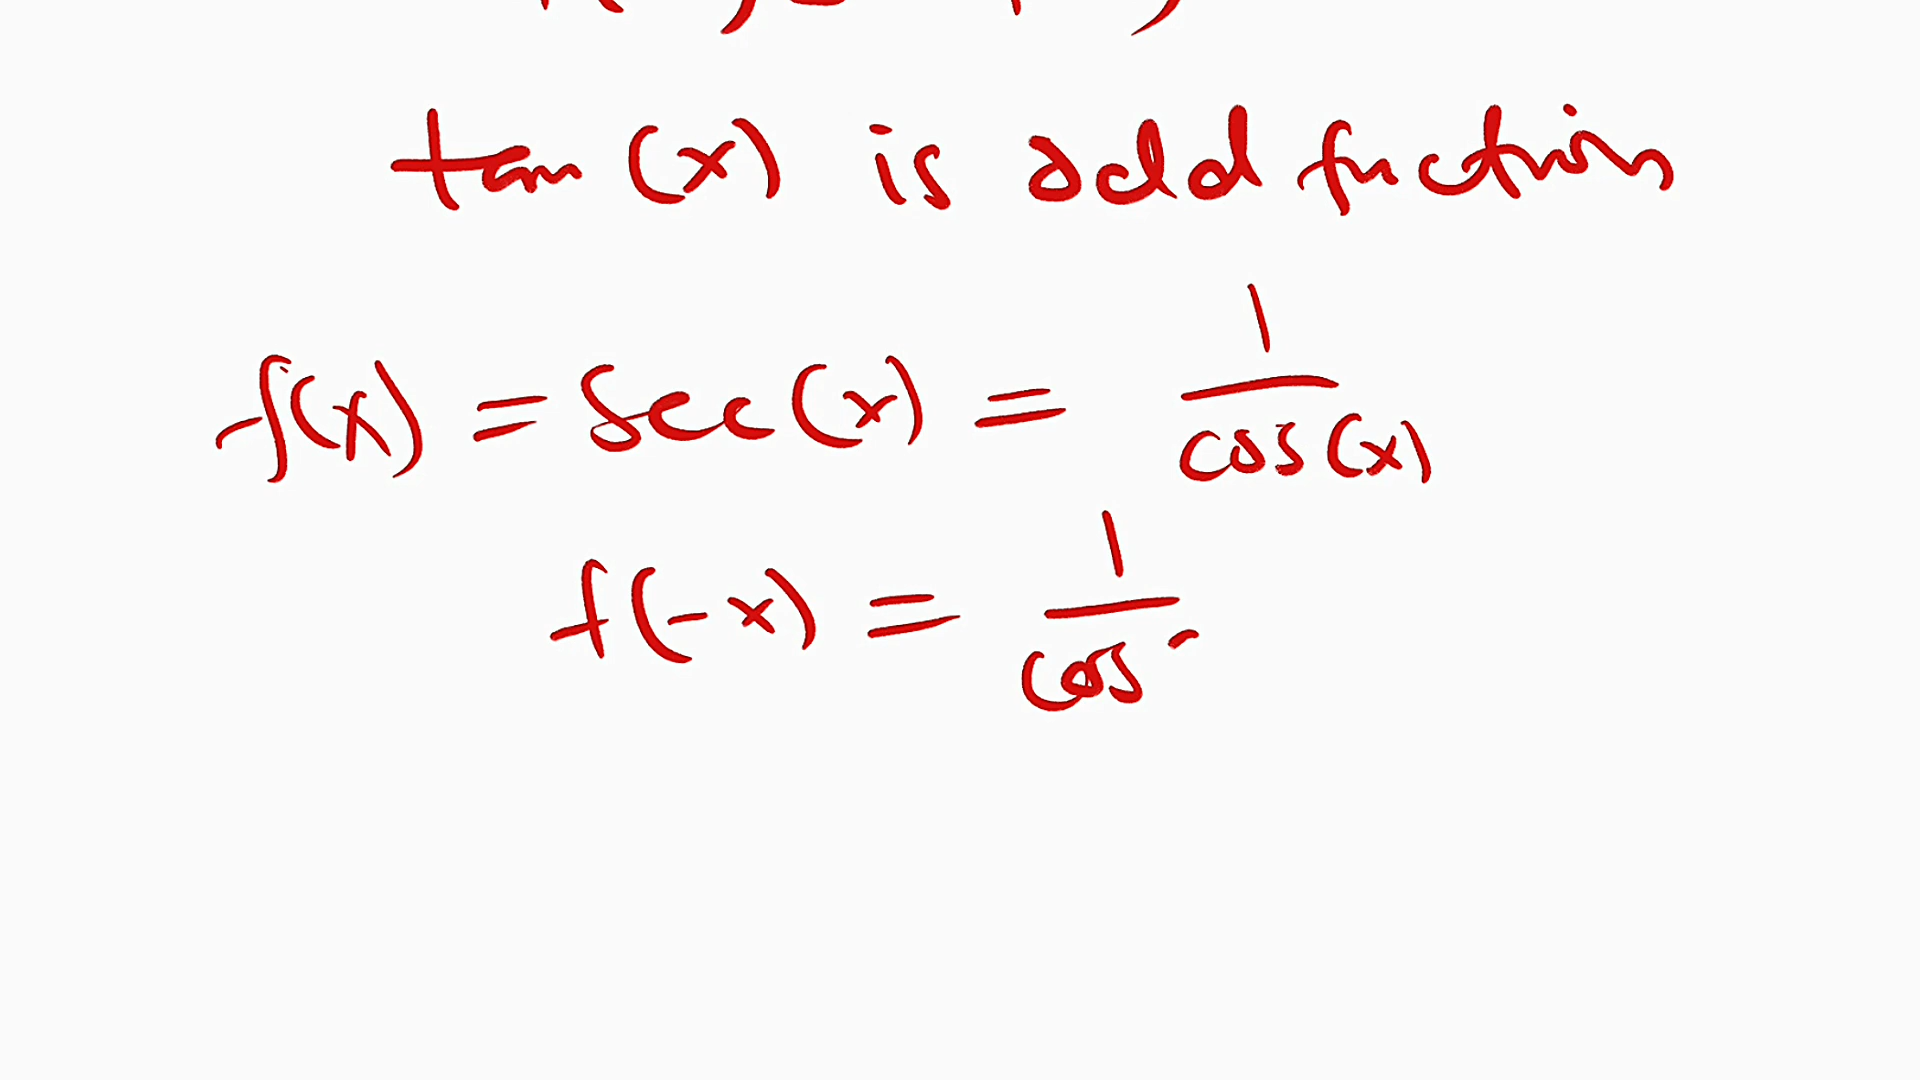 tan (x) is odd function
f(x) = Sec (x) = 1 / cos (x)
f(-x) = 1 / cos